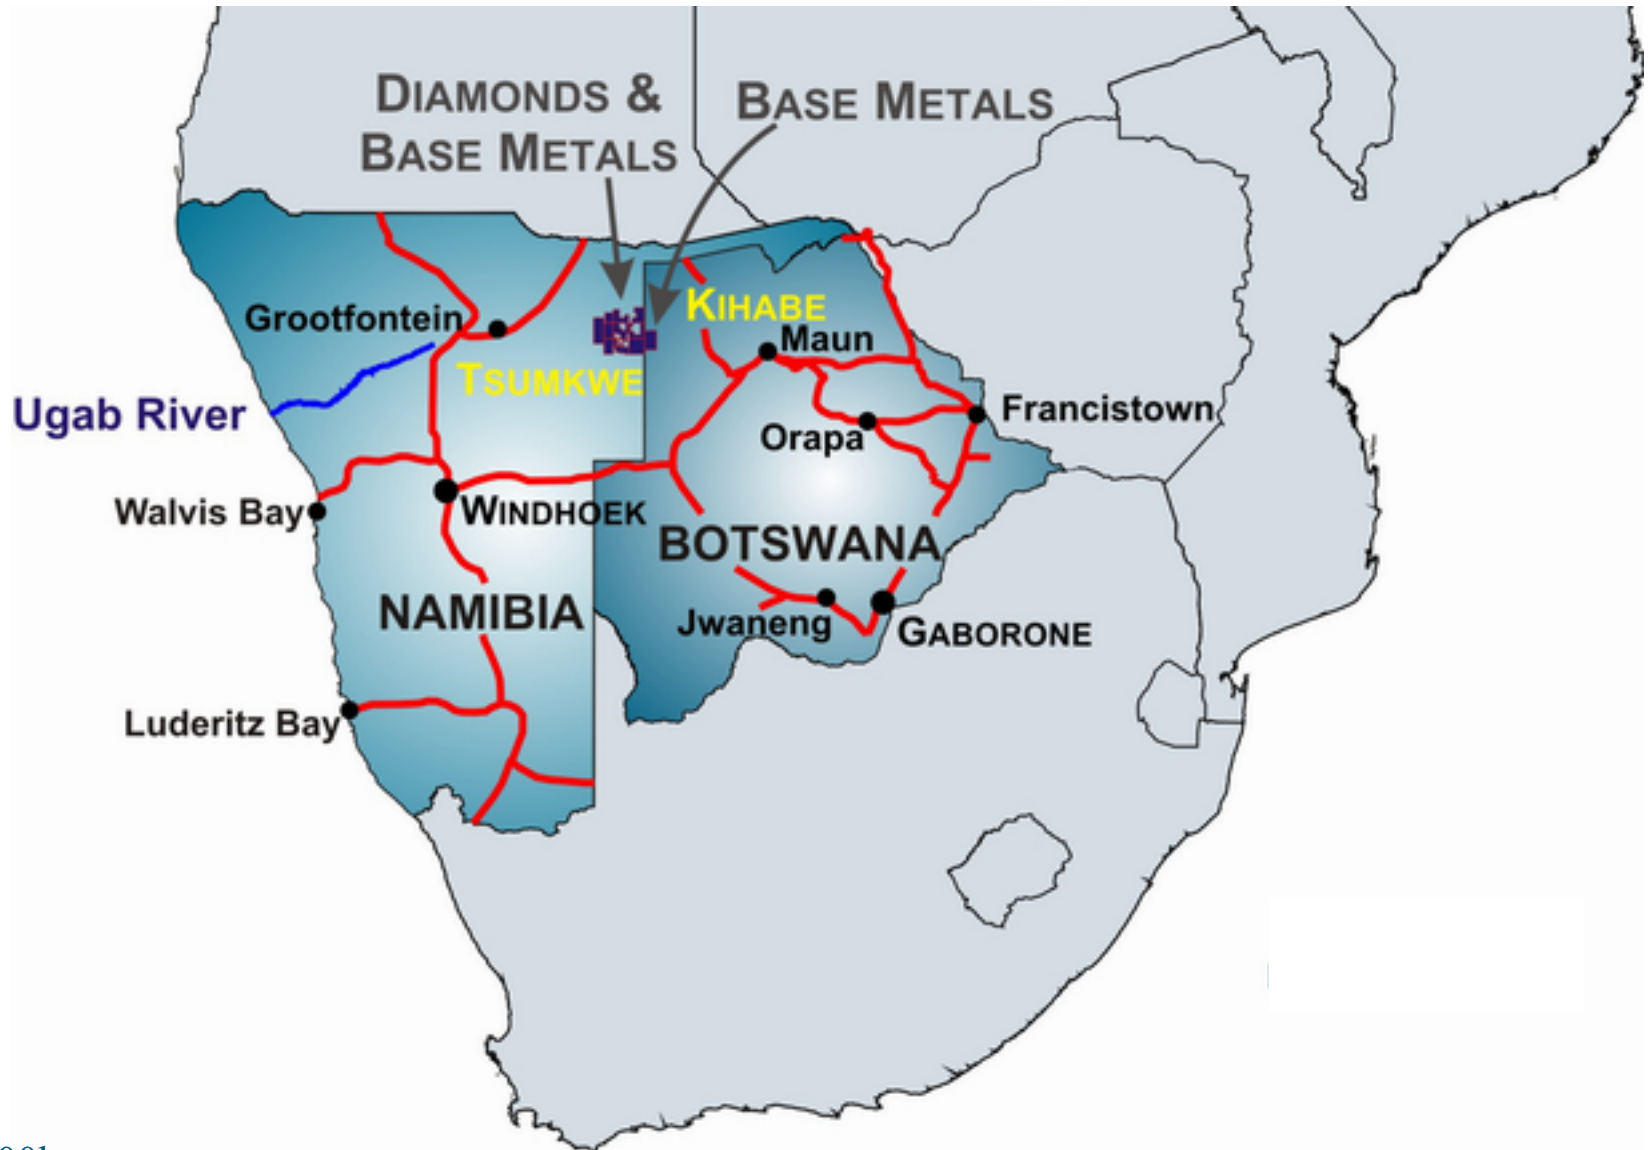 DIAMONDS &
BASE METALS
BASE METALS
Grootfontein
KIHABE
Maun
TSUMKWE
Ugab River
Francistown
Orapa
Walvis Bay
WINDHOEK
BOTSWANA
NAMIBIA
Jwaneng
GABORONE
Luderitz Bay